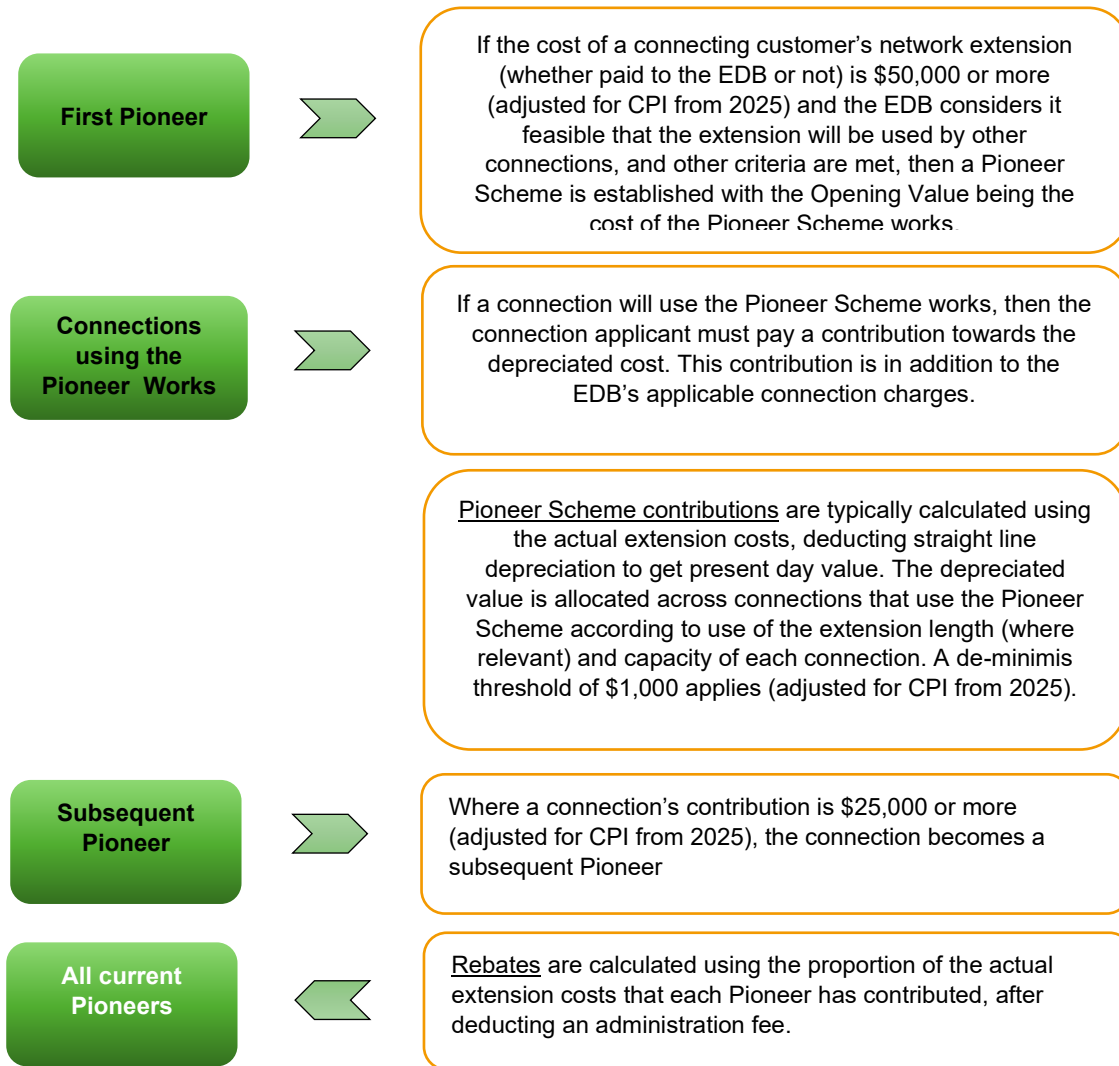 First Pioneer
If the cost of a connecting customer’s network extension
(whether paid to the EDB or not) is $50,000 or more
(adjusted for CPI from 2025) and the EDB considers it
feasible that the extension will be used by other
connections, and other criteria are met, then a Pioneer
Scheme is established with the Opening Value being the
cost of the Pioneer Scheme works.
Connections
using the
Pioneer Works
If a connection will use the Pioneer Scheme works, then the
connection applicant must pay a contribution towards the
depreciated cost. This contribution is in addition to the
EDB’s applicable connection charges.
Pioneer Scheme contributions are typically calculated using
the actual extension costs, deducting straight line
depreciation to get present day value. The depreciated
value is allocated across connections that use the Pioneer
Scheme according to use of the extension length (where
relevant) and capacity of each connection. A de-minimis
threshold of $1,000 applies (adjusted for CPI from 2025).
Subsequent
Pioneer
Where a connection’s contribution is $25,000 or more
(adjusted for CPI from 2025), the connection becomes a
subsequent Pioneer
All current
Pioneers
Rebates are calculated using the proportion of the actual
extension costs that each Pioneer has contributed, after
deducting an administration fee.